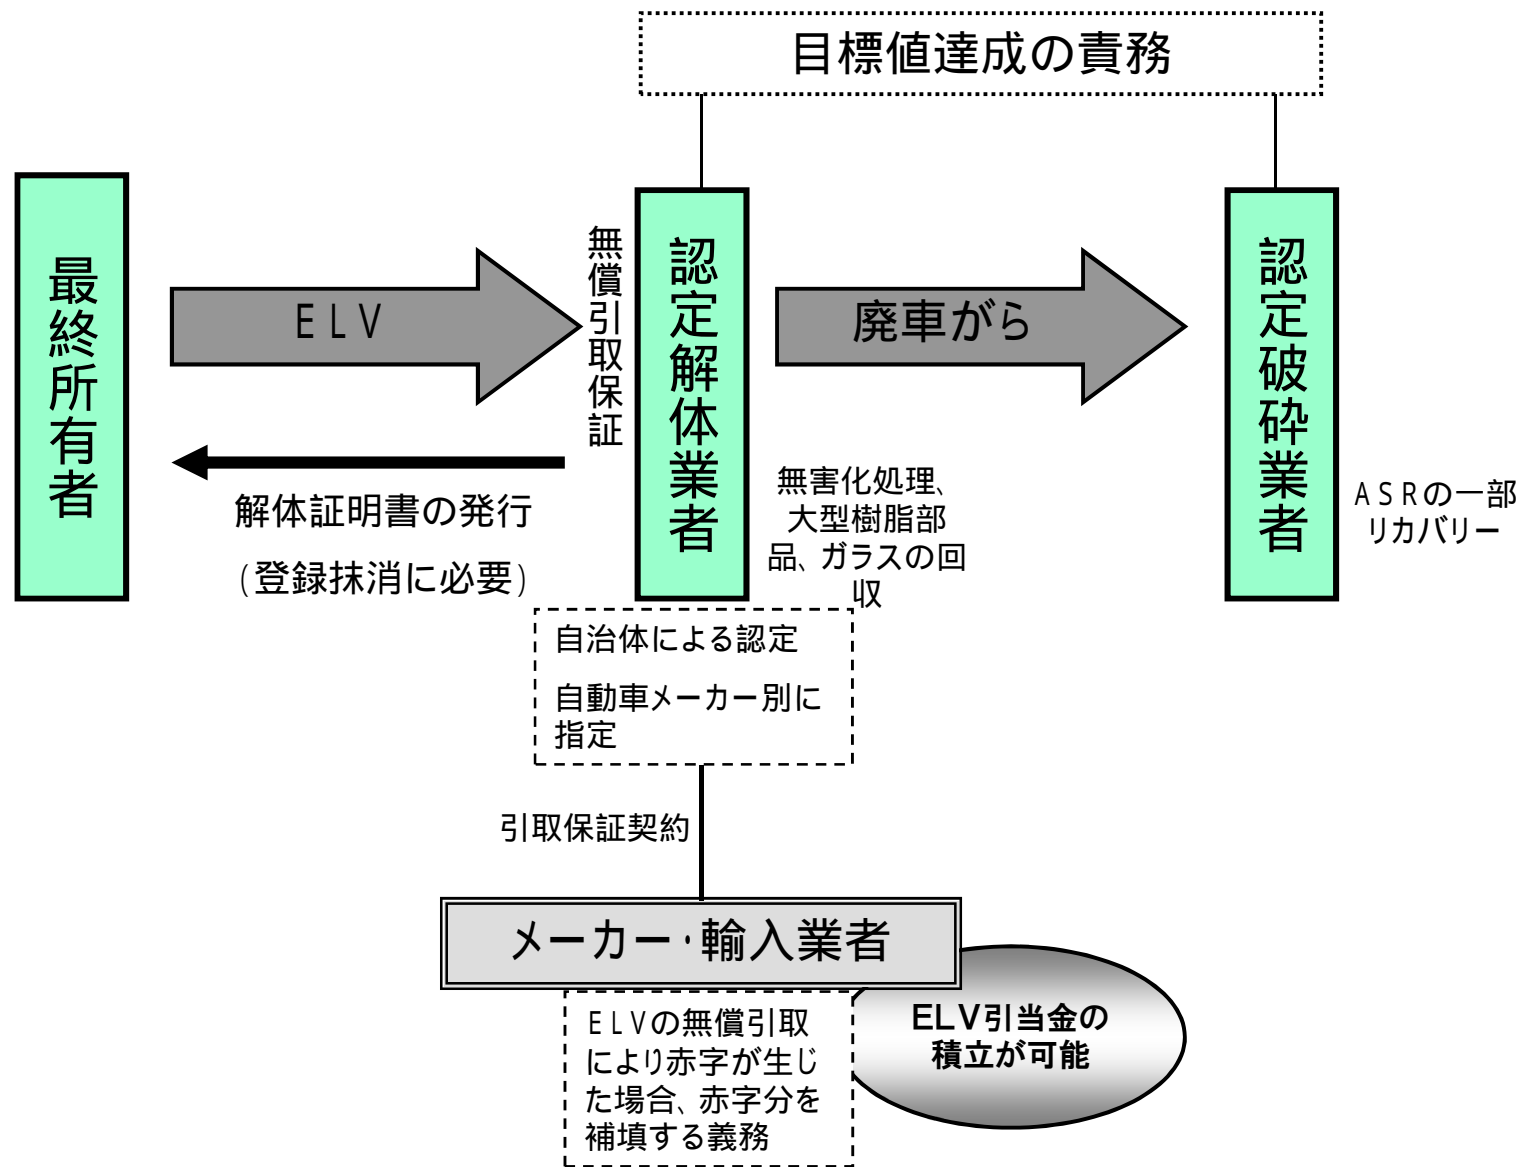 目標値達成の責務
最終所有者
ELV
無償引取保証
認定解体業者
廃車がら
認定破砕業者
解体証明書の発行
(登録抹消に必要)
無害化処理、
大型樹脂部
品、ガラスの回
収
ASRの一部
リカバリー
自治体による認定
自動車メーカー別に
指定
引取保証契約
メーカー・輸入業者
ELVの無償引取
により赤字が生じ
た場合、赤字分を
補填する義務
ELV引当金の
積立が可能